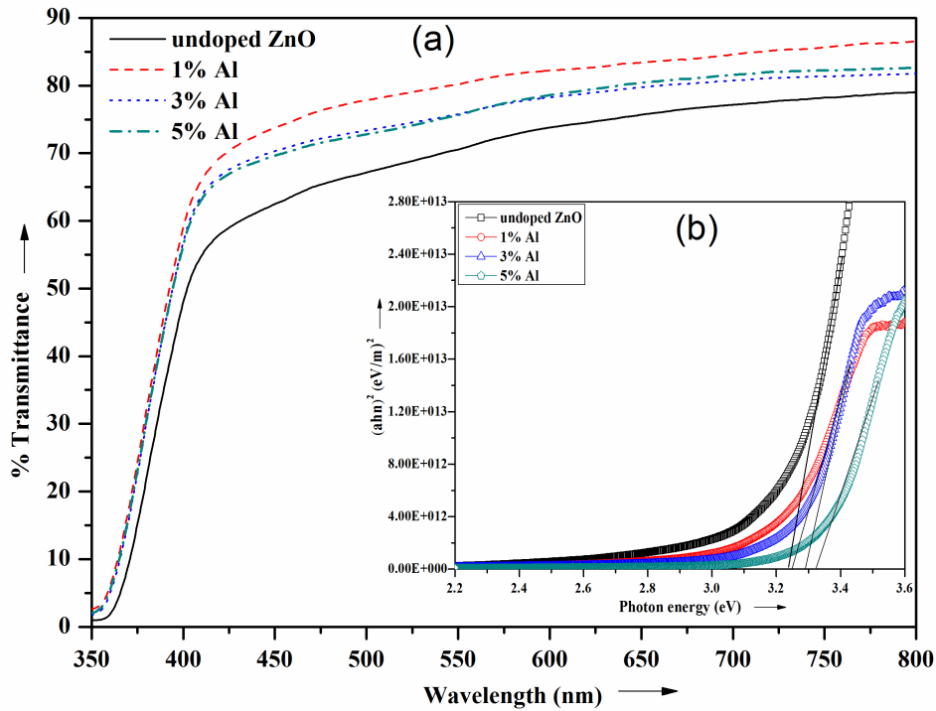 90
80
70
60
50
40
30
20
10
0
% Transmittance
(a)
undoped ZnO
1% Al
3% Al
5% Al
350 400 450 500 550 600 650 700 750 800
Wavelength (nm)
(b)
undoped ZnO
1% Al
3% Al
5% Al
2.80E+013
2.40E+013
2.00E+013
1.60E+013
1.20E+013
8.00E+012
4.00E+012
0.00E+000
(ahn)² (eV/m)²
2.2 2.4 2.6 2.8 3.0 3.2 3.4 3.6
Photon energy (eV)